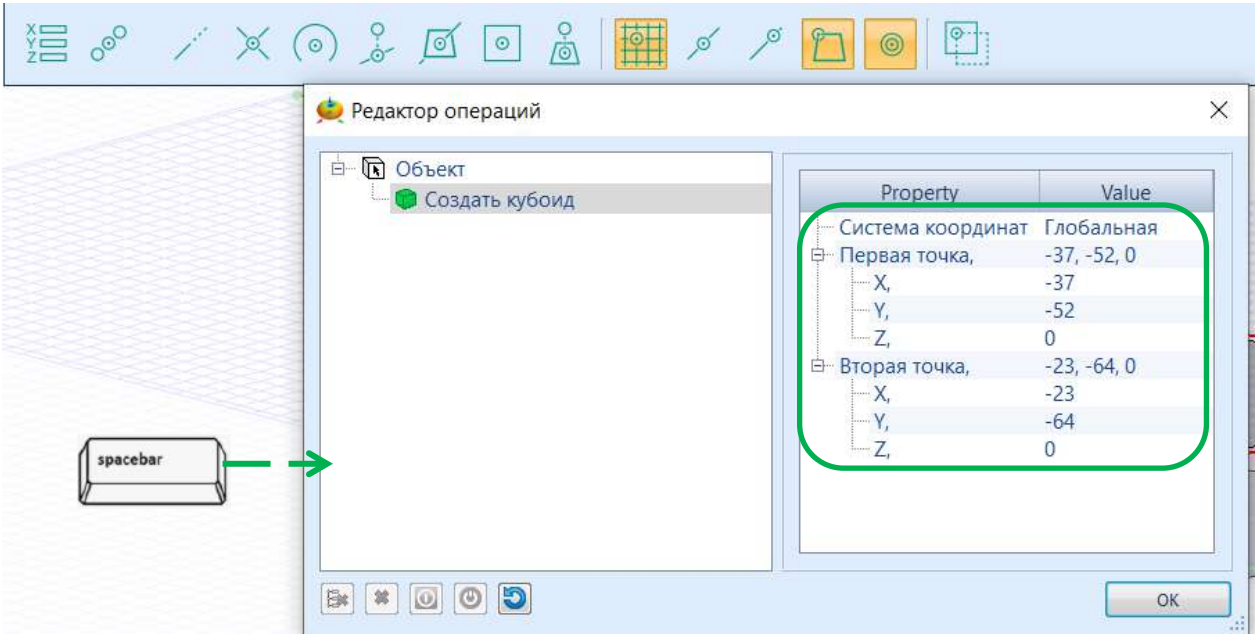 X
Y
Z
Редактор операций
Объект
Создать кубоид
Property Value
Система координат Глобальная
Первая точка, -37, -52, 0
X, -37
Y, -52
Z, 0
Вторая точка, -23, -64, 0
X, -23
Y, -64
Z, 0
spacebar
OK